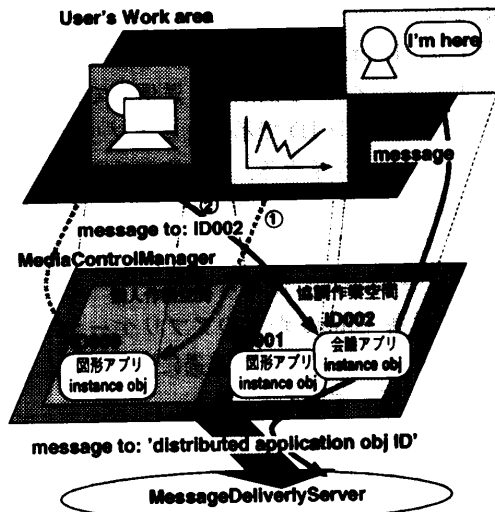 User's Work area
I'm here
message
②
①
message to: ID002
MediaControlManager
協調作業空間
ID002
会議アプリ
instance obj
図形アプリ
instance obj
図形アプリ
instance obj
message to: 'distributed application obj ID'
MessageDeliverlyServer